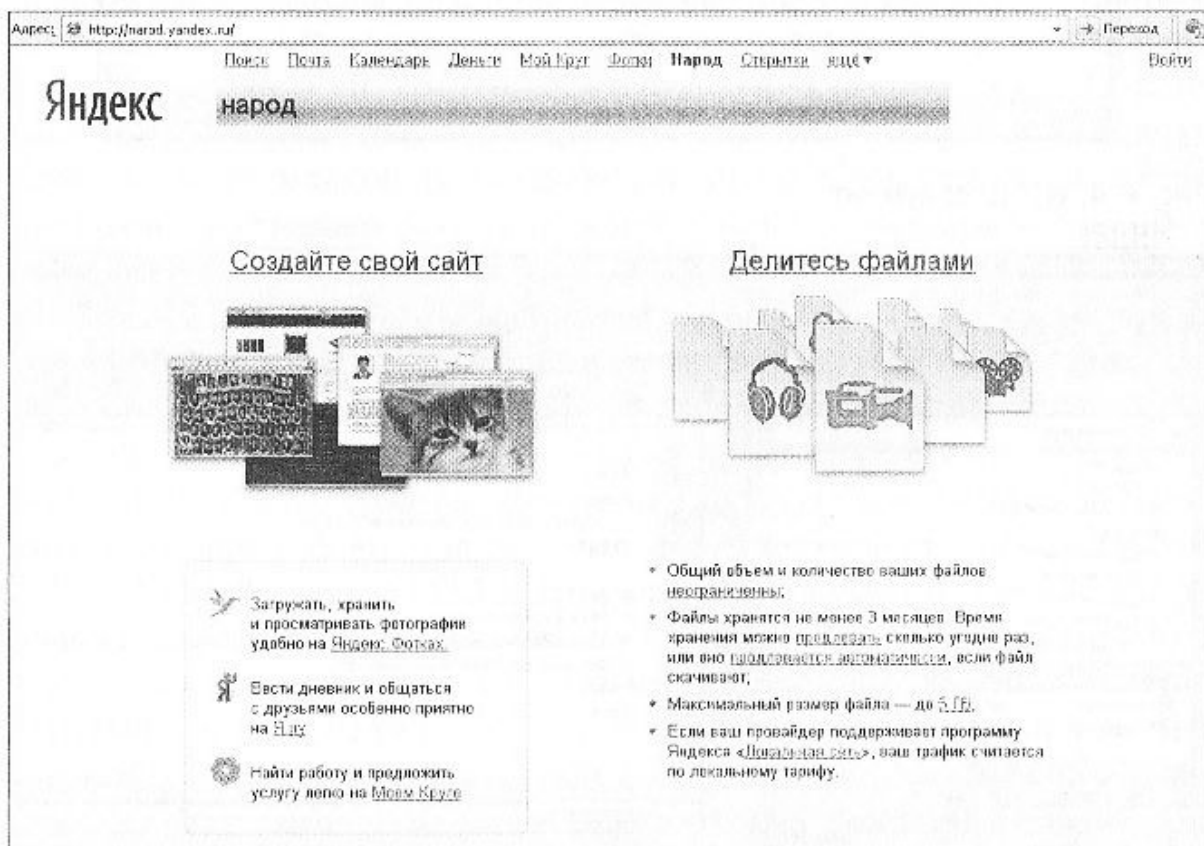 Адрес: http://narod.yandex.ru/ Переход
Поиск Почта Календарь Деньги Мой Круг Фотки Народ Открытки ещё Войти
Яндекс
народ
Создайте свой сайт
Делитесь файлами
Загружать, хранить
и просматривать фотографии
удобно на Яндекс.Фотках.
Вести дневник и общаться
с друзьями особенно приятно
на Я.ру
Найти работу и предложить
услугу легко на Моем Круге
Общий объем и количество ваших файлов
неограниченны;
Файлы хранятся не менее 3 месяцев. Время
хранения можно продлевать сколько угодно раз,
или оно продлевается автоматически, если файл
скачивают;
Максимальный размер файла — до 5 ГБ.
Если ваш провайдер поддерживает программу
Яндекса «Локальная сеть», ваш трафик считается
по локальному тарифу.